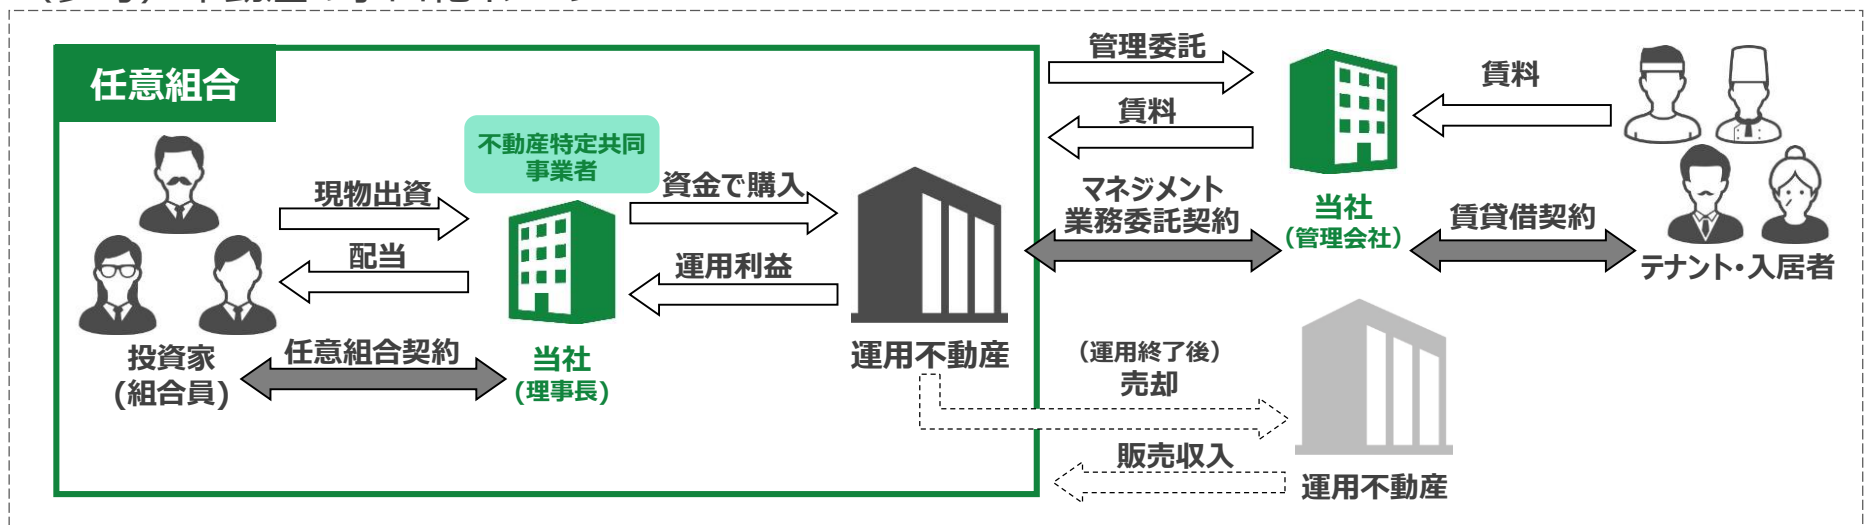 任意組合
不動産特定共同
事業者
現物出資
配当
投資家
(組合員)
任意組合契約
当社
(理事長)
資金で購入
運用利益
運用不動産
管理委託
賃料
マネジメント
業務委託契約
当社
(管理会社)
賃料
賃貸借契約
テナント・入居者
(運用終了後)
売却
販売収入
運用不動産